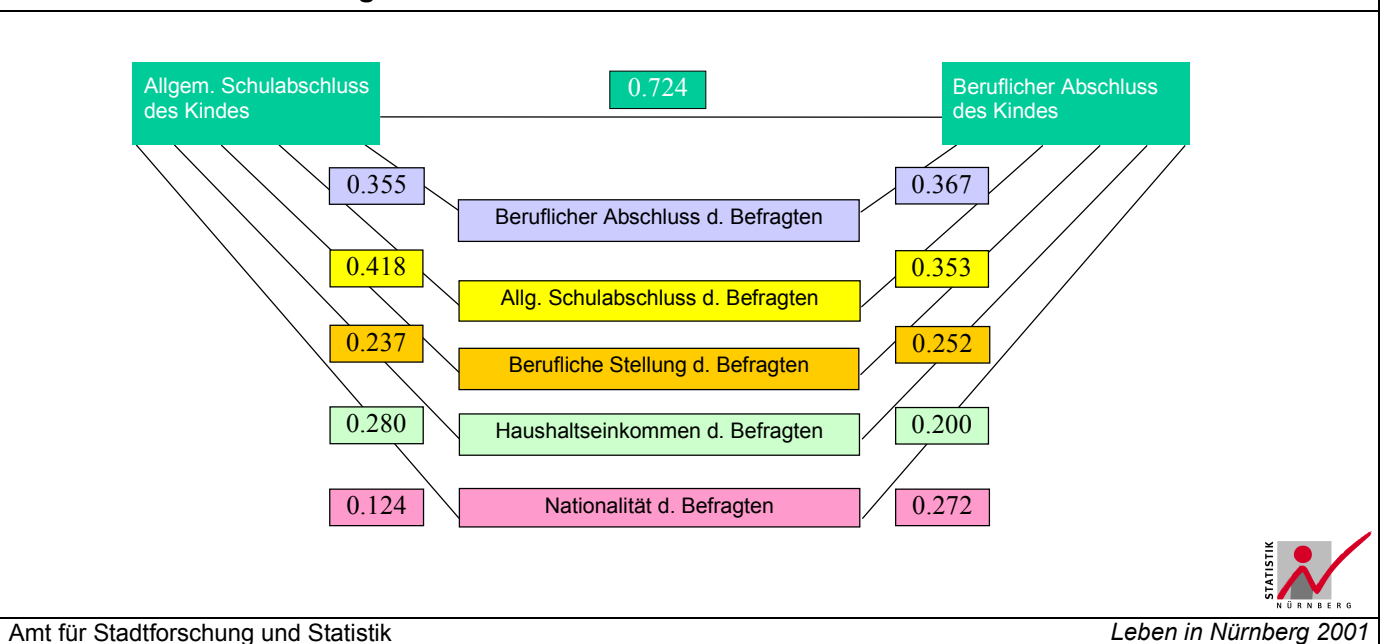 Allgem. Schulabschluss
des Kindes
0.724
Beruflicher Abschluss
des Kindes
0.355
Beruflicher Abschluss d. Befragten
0.367
0.418
Allg. Schulabschluss d. Befragten
0.353
0.237
Berufliche Stellung d. Befragten
0.252
0.280
Haushaltseinkommen d. Befragten
0.200
0.124
Nationalität d. Befragten
0.272
STATISTIK
NÜRNBERG
Amt für Stadtforschung und Statistik
Leben in Nürnberg 2001